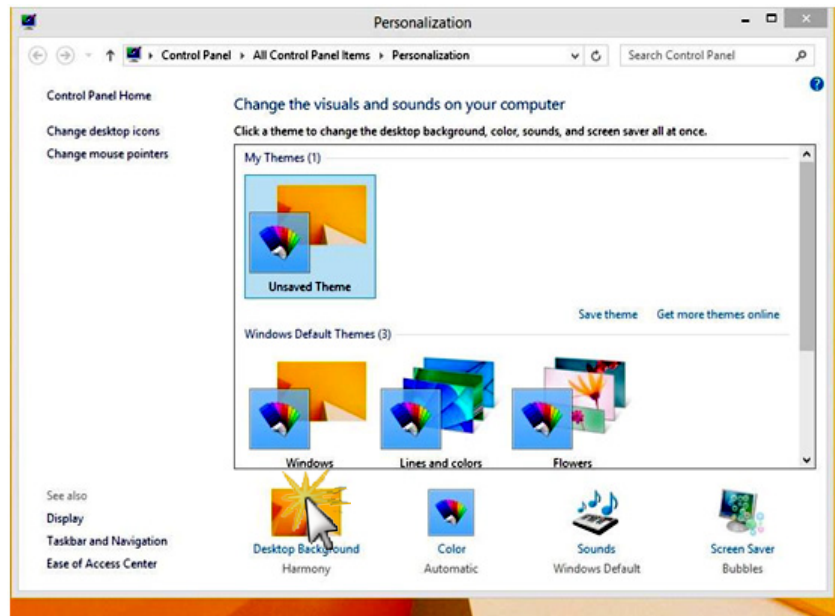 Personalization
Control Panel All Control Panel Items Personalization
Search Control Panel
Control Panel Home
Change desktop icons
Change mouse pointers
Change the visuals and sounds on your computer
Click a theme to change the desktop background, color, sounds, and screen saver all at once.
My Themes (1)
Unsaved Theme
Save theme Get more themes online
Windows Default Themes (3)
Windows Lines and colors Flowers
See also
Display
Taskbar and Navigation
Ease of Access Center
Desktop Background
Harmony
Color
Automatic
Sounds
Windows Default
Screen Saver
Bubbles